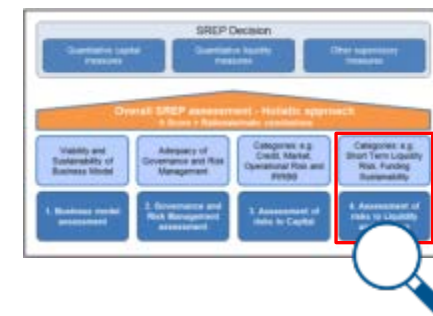 SREP Decision
Quantitative capital
measures
Quantitative liquidity
measures
Other supervisory
measures
Overall SREP assessment - Holistic approach
Viability and
Sustainability of
Business Model
Adequacy of
Governance and Risk
Management
Categories: e.g.
Credit, Market,
Operational Risk and
IRRBB
Categories: e.g.
Short Term Liquidity
Risk, Funding
Sustainability
1. Business model
assessment
2. Governance and
Risk Management
assessment
3. Assessment of
risks to Capital
4. Assessment of
risks to Liquidity